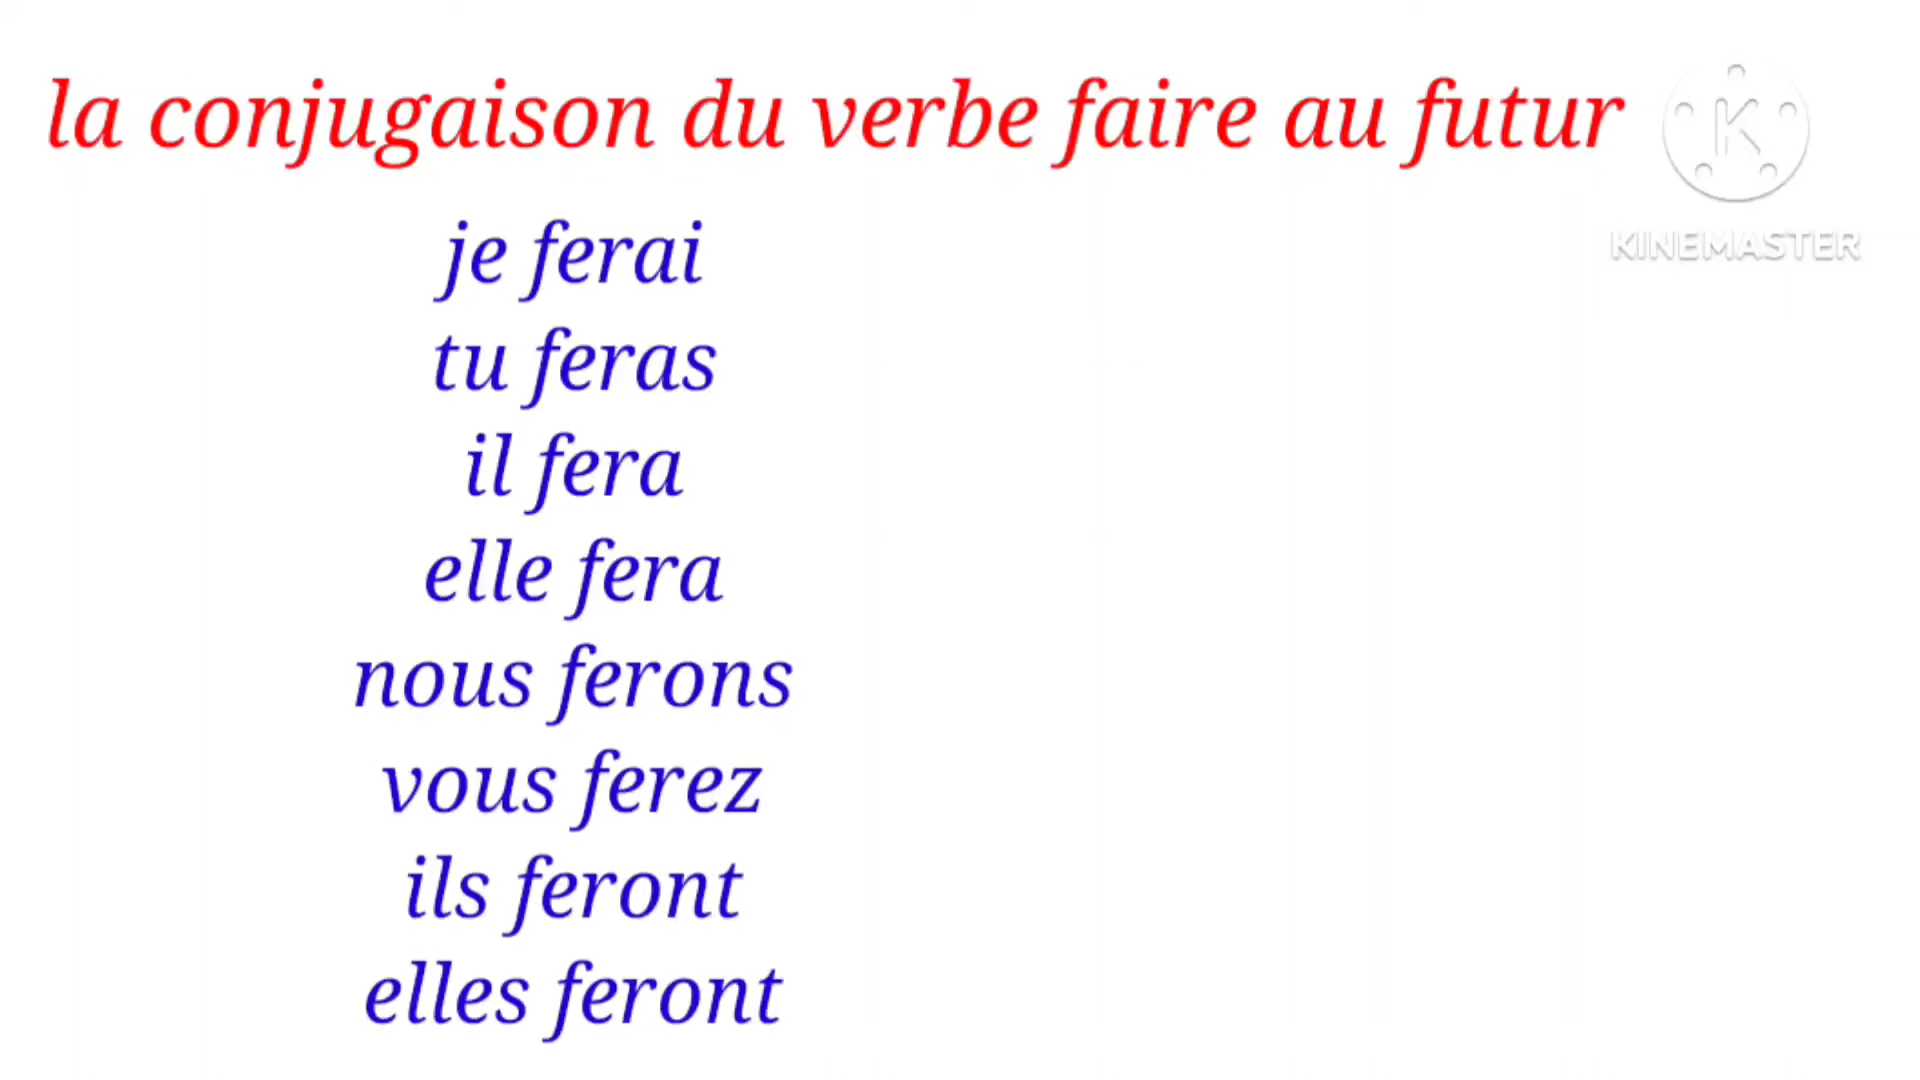 la conjugaison du verbe faire au futur
K
KINEMASTER
je ferai
tu feras
il fera
elle fera
nous ferons
vous ferez
ils feront
elles feront